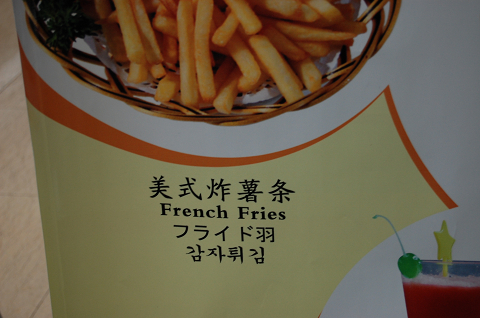 美式炸薯条
French Fries
フライド羽
감자튀김